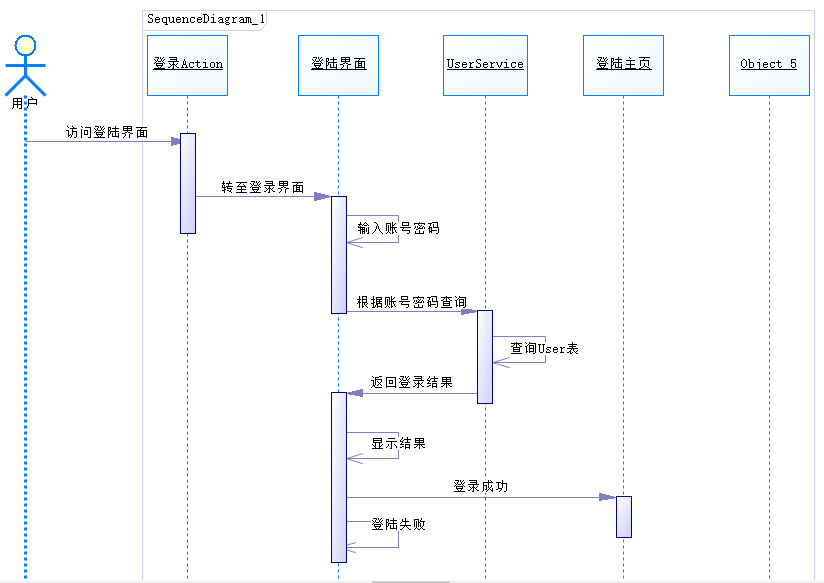 SequenceDiagram_1
登录Action
登陆界面
UserService
登陆主页
Object_5
用户
访问登陆界面
转至登录界面
输入账号密码
根据账号密码查询
查询User表
返回登录结果
显示结果
登录成功
登陆失败